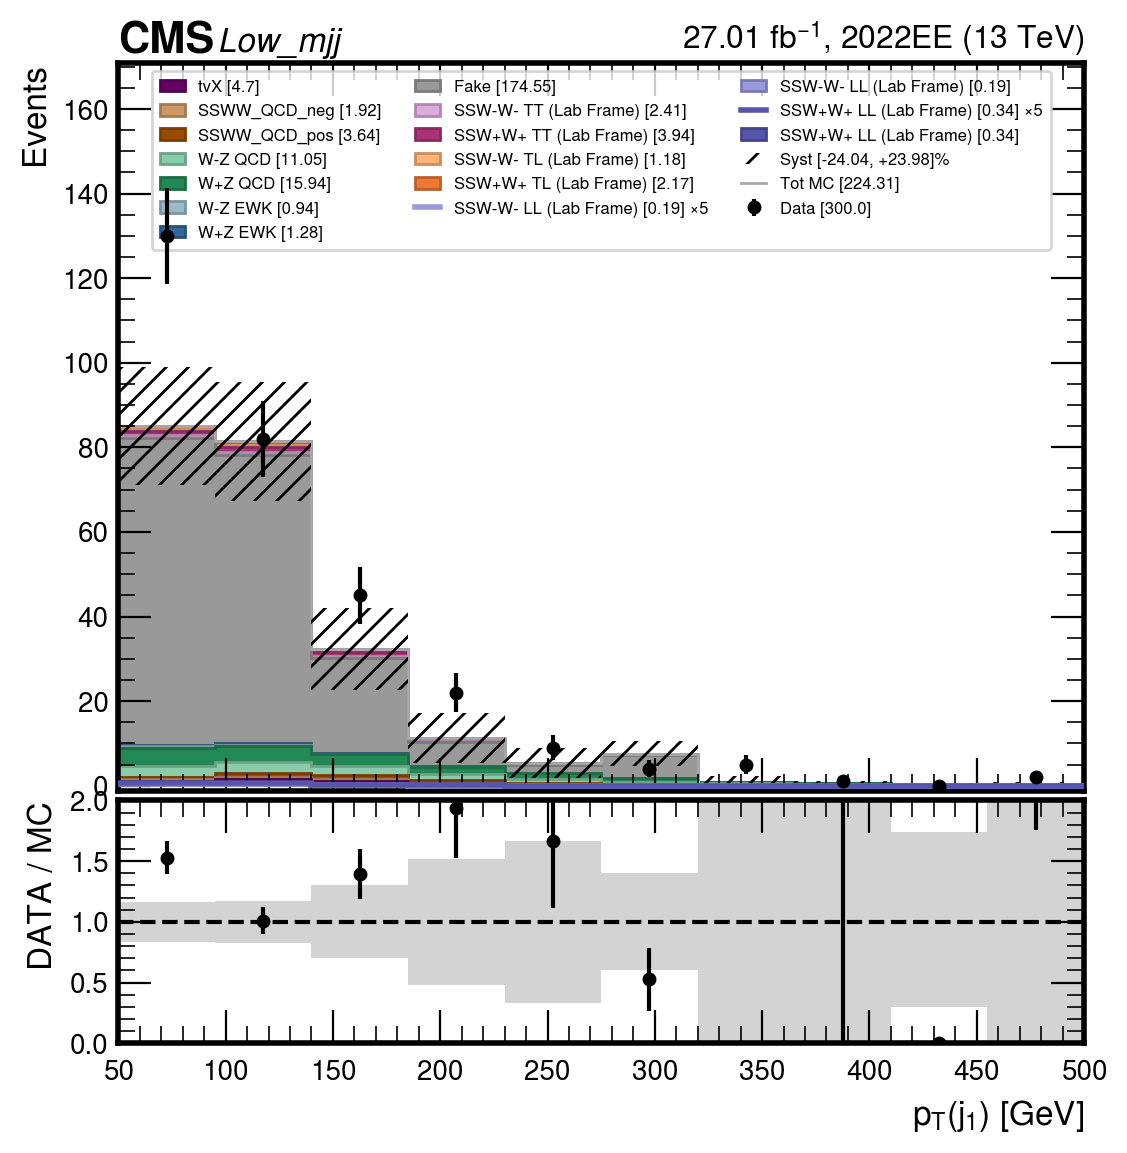 CMS Low_mjj 27.01 fb⁻¹, 2022EE (13 TeV)
Events
tvX [4.7]
SSWW_QCD_neg [1.92]
SSWW_QCD_pos [3.64]
W-Z QCD [11.05]
W+Z QCD [15.94]
W-Z EWK [0.94]
W+Z EWK [1.28]
Fake [174.55]
SSW-W- TT (Lab Frame) [2.41]
SSW+W+ TT (Lab Frame) [3.94]
SSW-W- TL (Lab Frame) [1.18]
SSW+W+ TL (Lab Frame) [2.17]
SSW-W- LL (Lab Frame) [0.19] ×5
SSW-W- LL (Lab Frame) [0.19]
SSW+W+ LL (Lab Frame) [0.34] ×5
SSW+W+ LL (Lab Frame) [0.34]
Syst [-24.04, +23.98]%
Tot MC [224.31]
Data [300.0]
160
140
120
100
80
60
40
20
0
DATA / MC
2.0
1.5
1.0
0.5
0.0
50 100 150 200 250 300 350 400 450 500
p_T(j_1) [GeV]